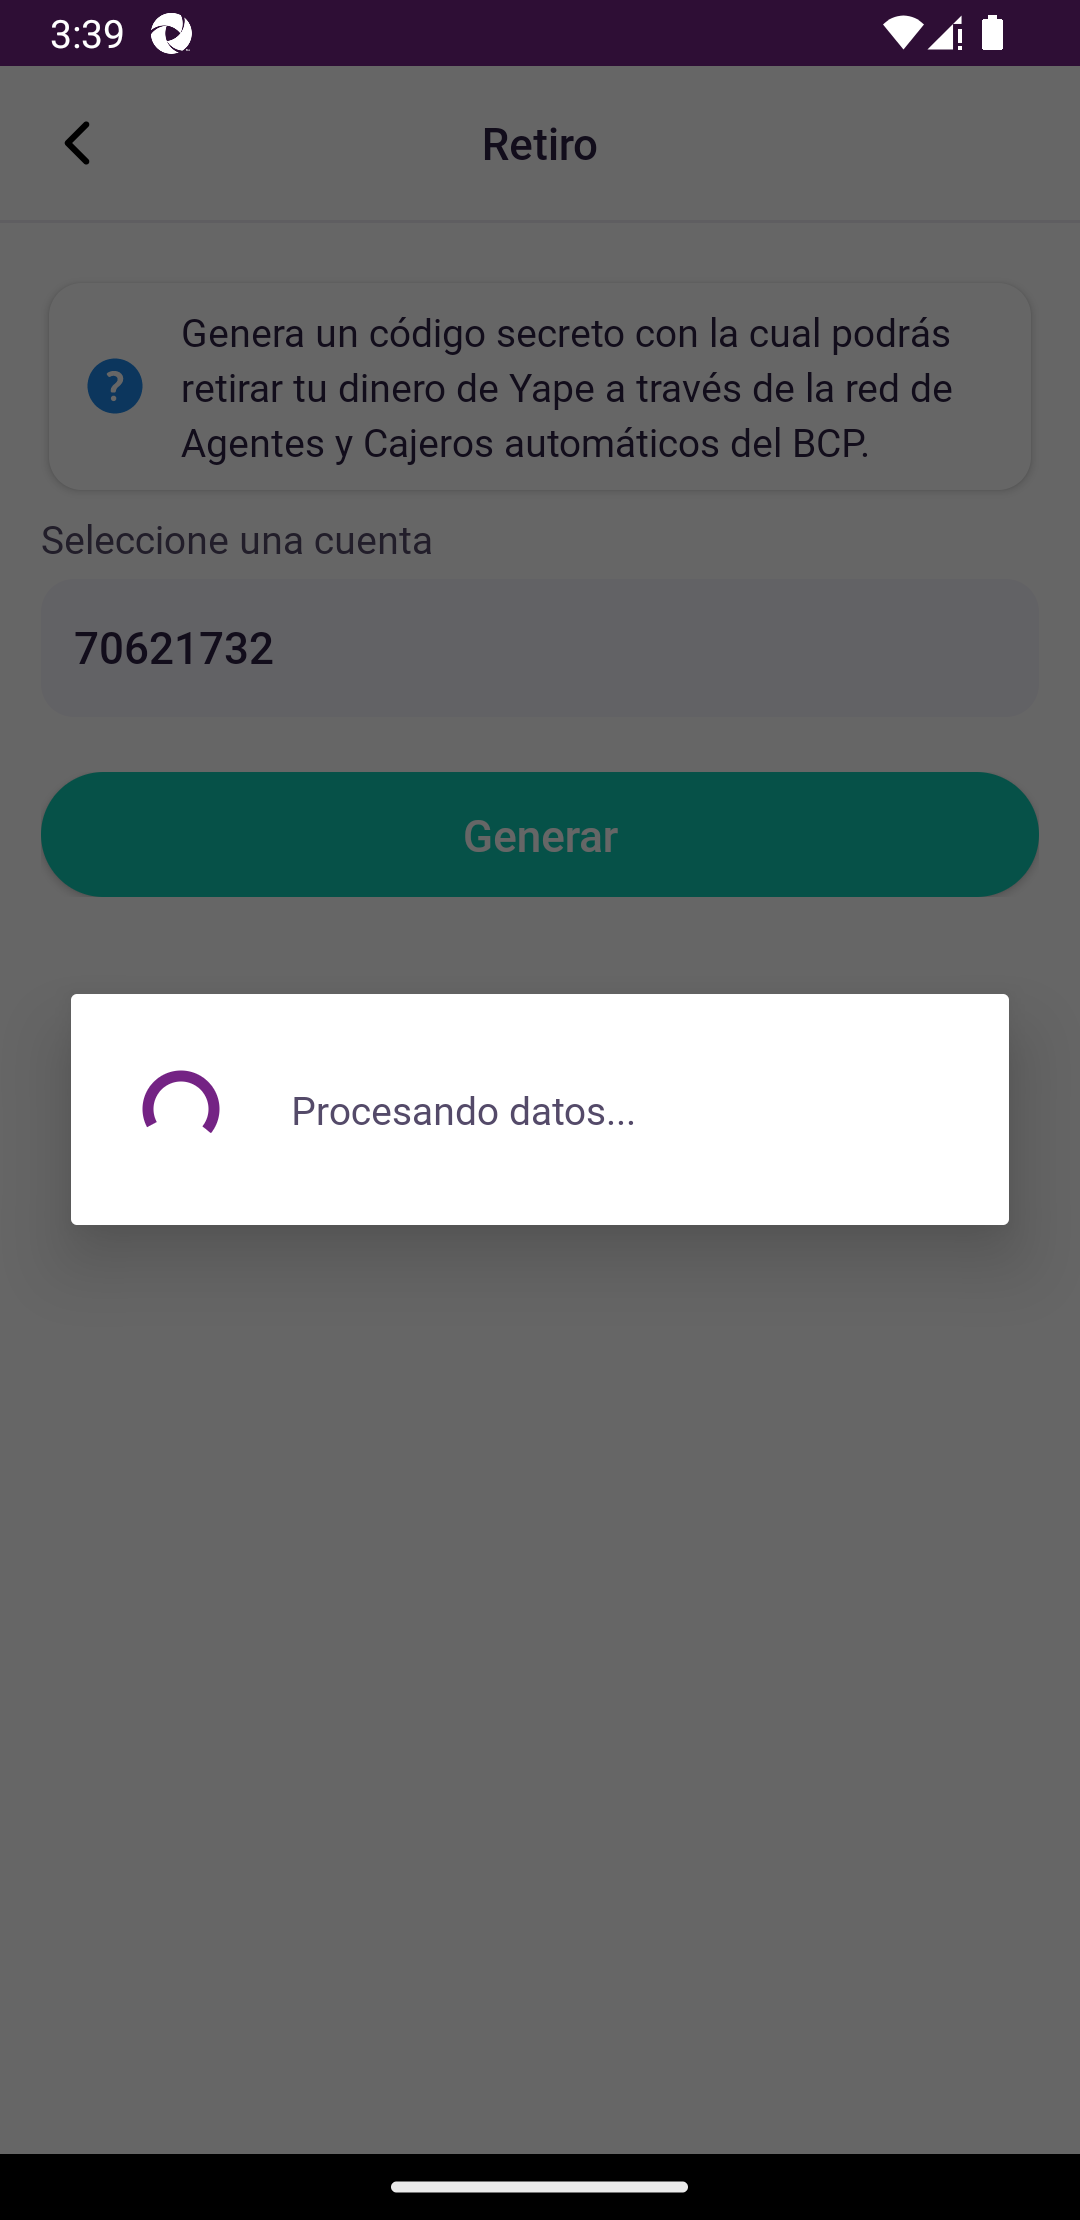 3:39
Retiro
?
Genera un código secreto con la cual podrás
retirar tu dinero de Yape a través de la red de
Agentes y Cajeros automáticos del BCP.
Seleccione una cuenta
70621732
Generar
Procesando datos...